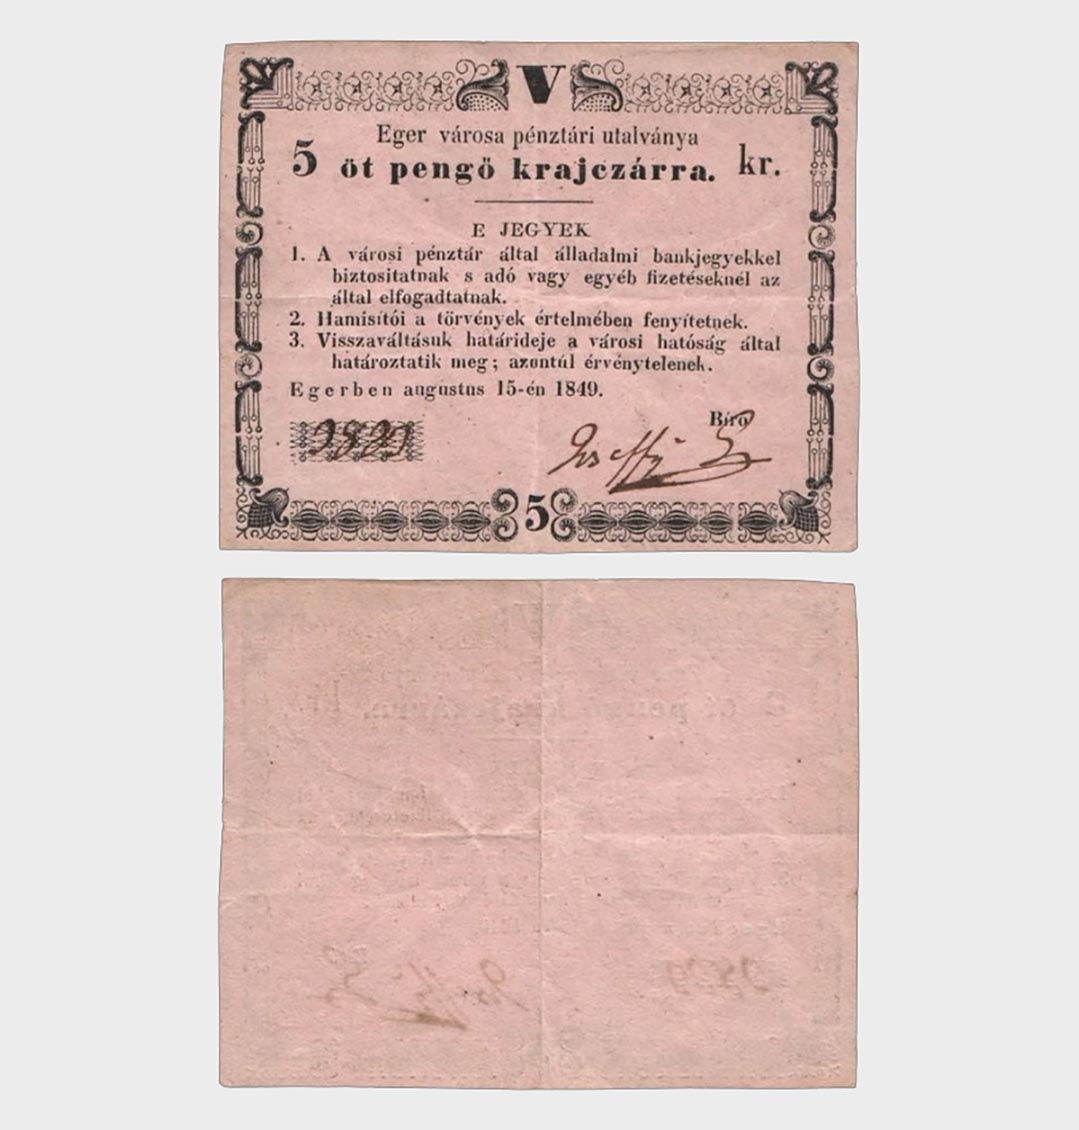 V
Eger városa pénztári utalványa
5 öt pengő krajczárra. kr.
E JEGYEK
1. A városi pénztár által álladalmi bankjegyekkel
biztositatnak s adó vagy egyéb fizetéseknél az
által elfogadtatnak.
2. Hamisítói a törvények értelmében fenyítetnek.
3. Visszaváltásuk határideje a városi hatóság által
határoztatik meg; azontúl érvénytelenek.
Egerben augustus 15-én 1849.
Biró
5